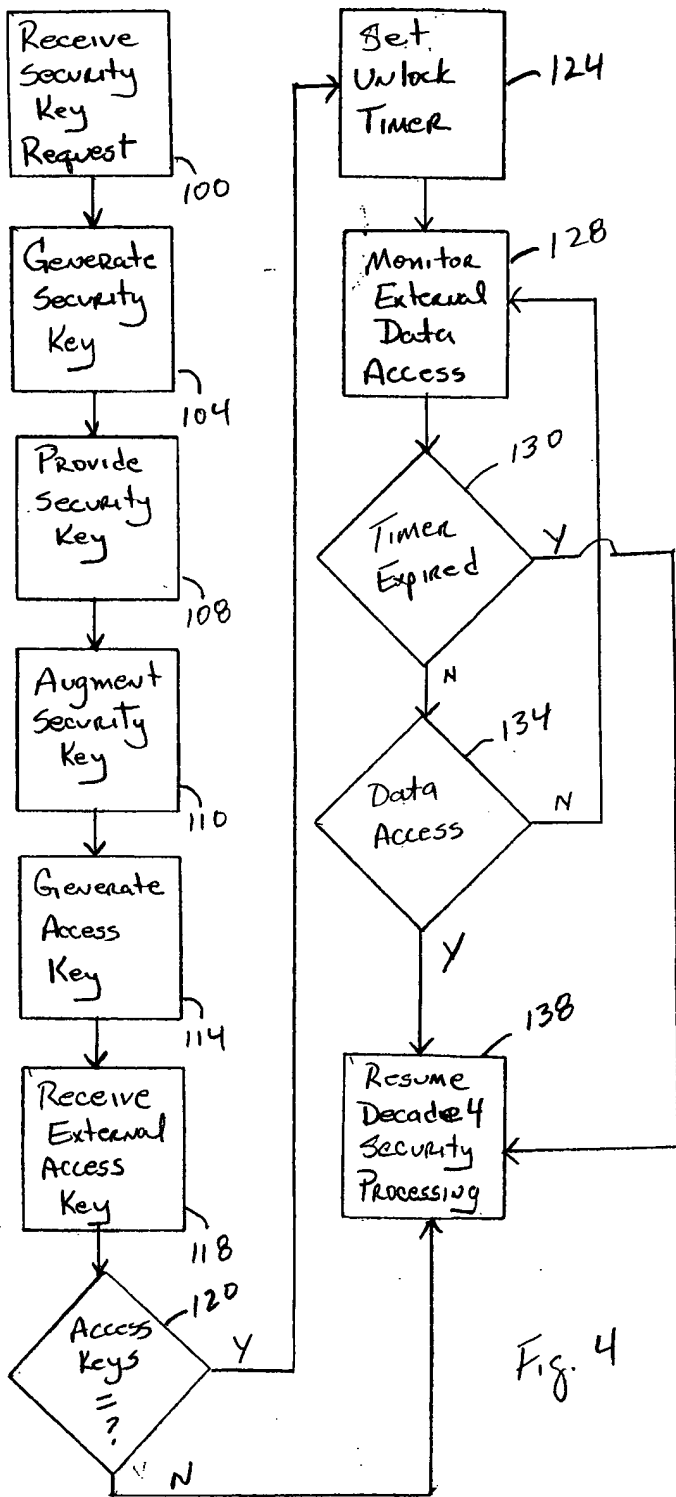 Receive
Security
Key
Request
100
Generate
Security
Key
104
Provide
Security
Key
108
Augment
Security
Key
110
Generate
Access
Key
114
Receive
External
Access
Key
118
120
Access
Keys
=
?
Y
N
Set
Unlock
Timer
124
128
Monitor
External
Data
Access
130
Timer
Expired
Y
N
134
Data
Access
N
Y
138
Resume
Decade4
Security
Processing
Fig. 4